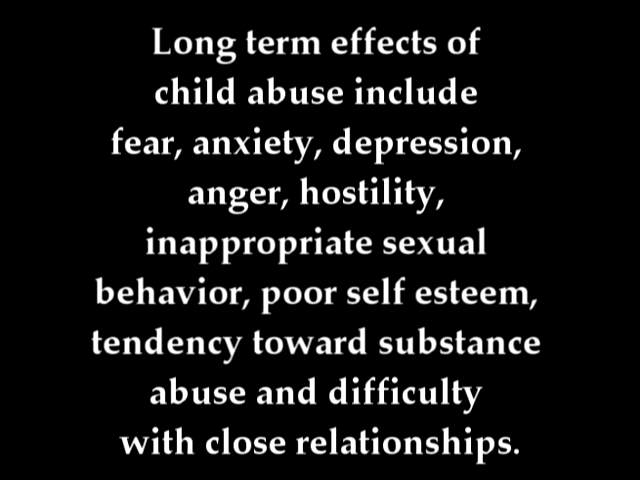 Long term effects of
child abuse include
fear, anxiety, depression,
anger, hostility,
inappropriate sexual
behavior, poor self esteem,
tendency toward substance
abuse and difficulty
with close relationships.